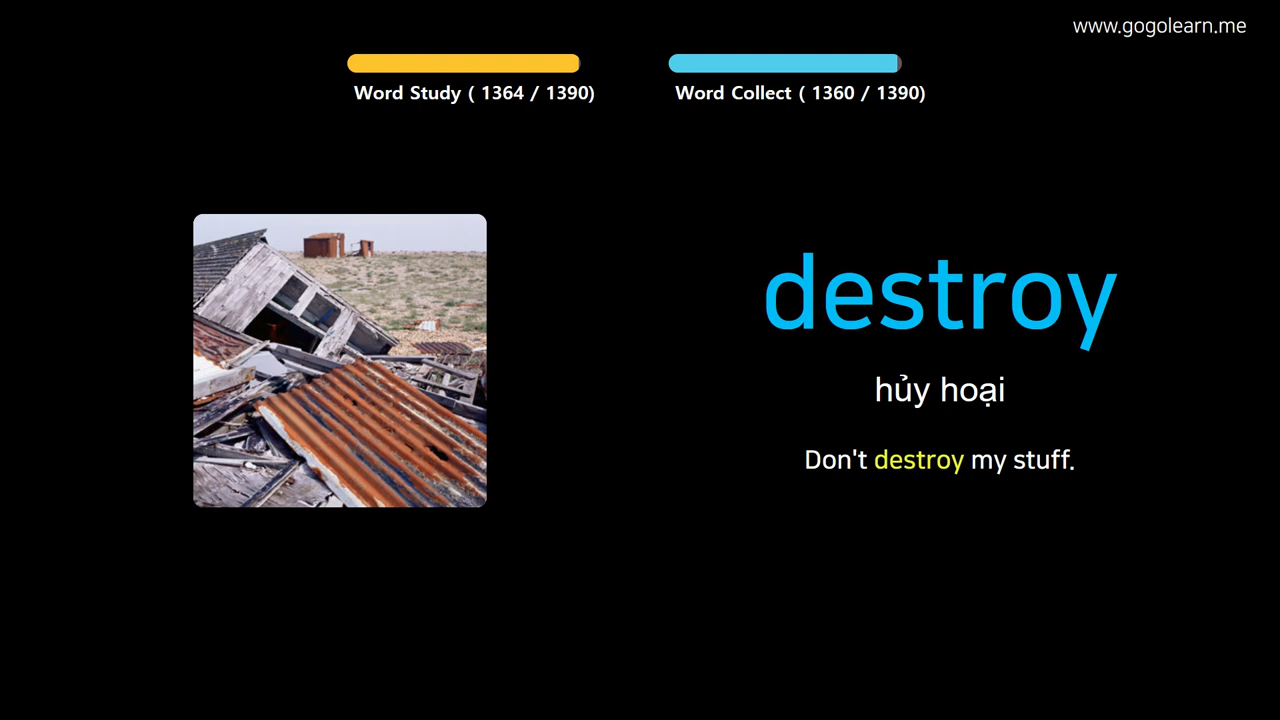 www.gogolearn.me
Word Study ( 1364 / 1390)
Word Collect ( 1360 / 1390)
destroy
hủy hoại
Don't destroy my stuff.